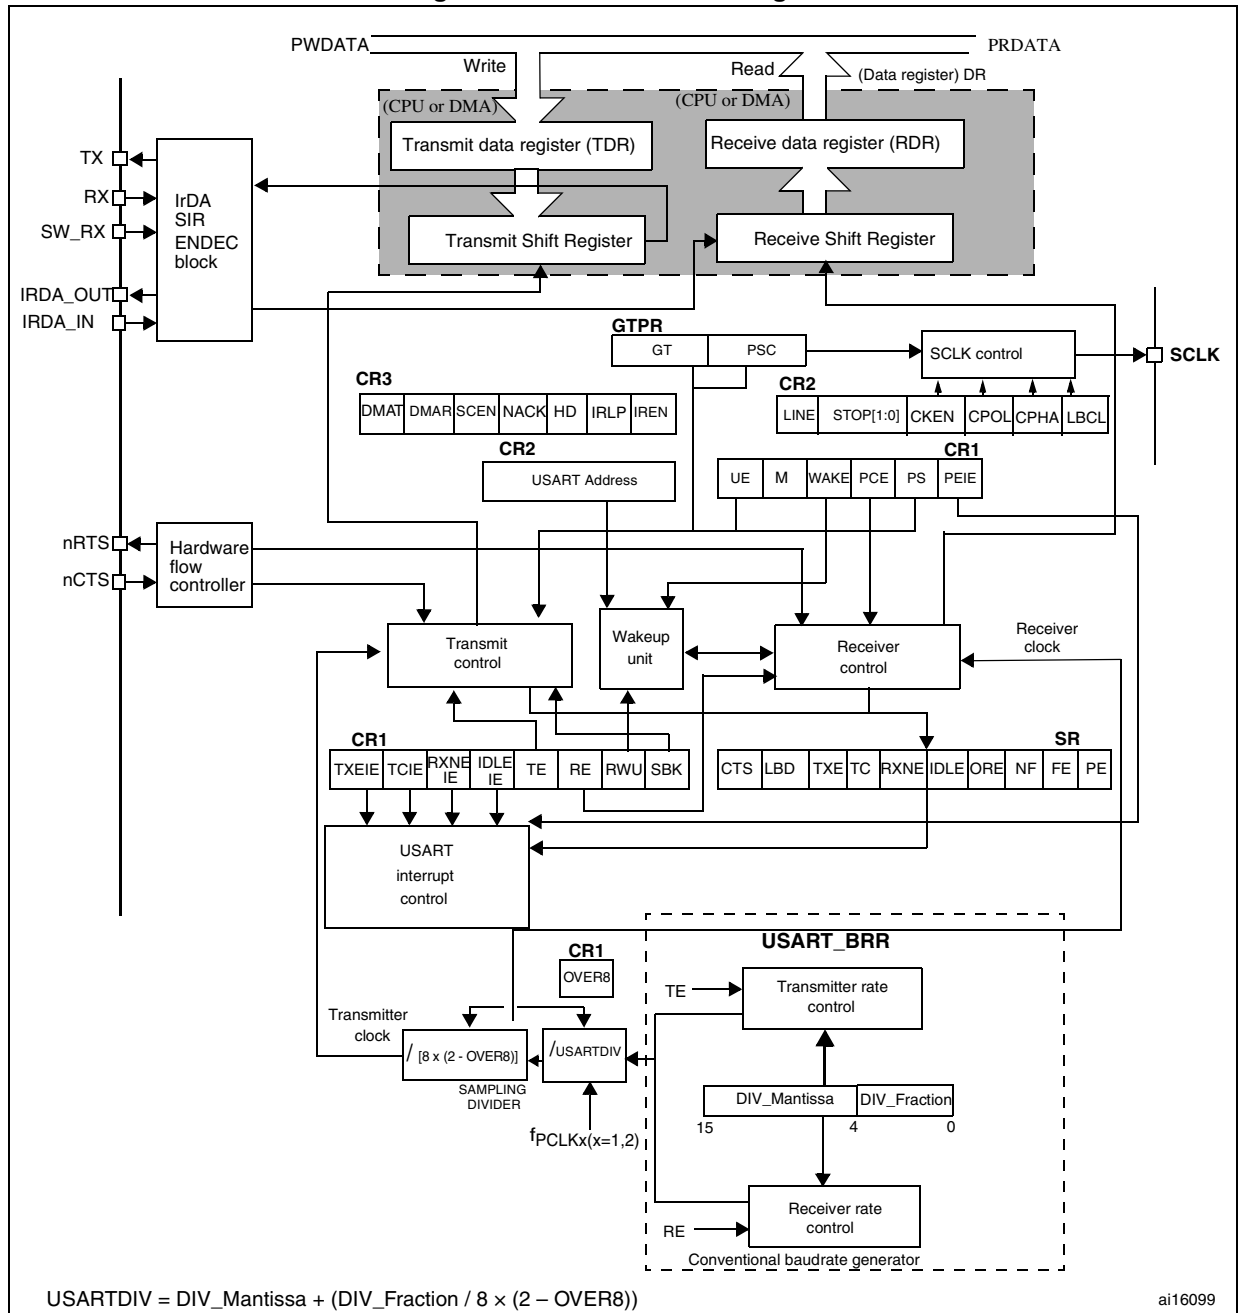 PWDATA
PRDATA
Write
Read
(Data register) DR
(CPU or DMA)
(CPU or DMA)
Transmit data register (TDR)
Receive data register (RDR)
TX
RX
SW_RX
IRDA_OUT
IRDA_IN
IrDA
SIR
ENDEC
block
Transmit Shift Register
Receive Shift Register
GTPR
GT
PSC
SCLK control
SCLK
CR3
DMAT
DMAR
SCEN
NACK
HD
IRLP
IREN
CR2
LINE
STOP[1:0]
CKEN
CPOL
CPHA
LBCL
CR2
USART Address
CR1
UE
M
WAKE
PCE
PS
PEIE
nRTS
nCTS
Hardware
flow
controller
Transmit
control
Wakeup
unit
Receiver
control
Receiver
clock
CR1
TXEIE
TCIE
RXNE
IE
IDLE
IE
TE
RE
RWU
SBK
SR
CTS
LBD
TXE
TC
RXNE
IDLE
ORE
NF
FE
PE
USART
interrupt
control
USART_BRR
CR1
OVER8
TE
Transmitter rate
control
Transmitter
clock
/ [8 x (2 - OVER8)]
/USARTDIV
SAMPLING
DIVIDER
fPCLKx(x=1,2)
DIV_Mantissa
DIV_Fraction
15
4
0
Receiver rate
control
RE
Conventional baudrate generator
USARTDIV = DIV_Mantissa + (DIV_Fraction / 8 × (2 – OVER8))
ai16099